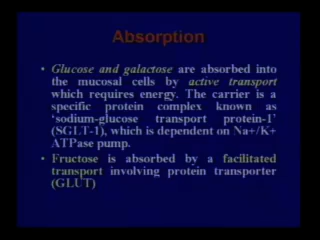 Absorption
• Glucose and galactose are absorbed into
the mucosal cells by active transport
which requires energy. The carrier is a
specific protein complex known as
'sodium-glucose transport protein-1'
(SGLT-1), which is dependent on Na+/K+
ATPase pump.
• Fructose is absorbed by a facilitated
transport involving protein transporter
(GLUT)